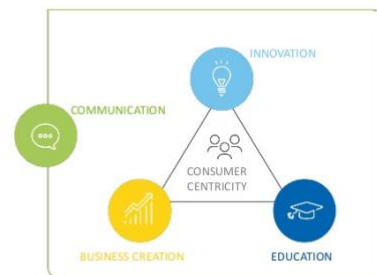 INNOVATION
COMMUNICATION
CONSUMER
CENTRICITY
BUSINESS CREATION
EDUCATION